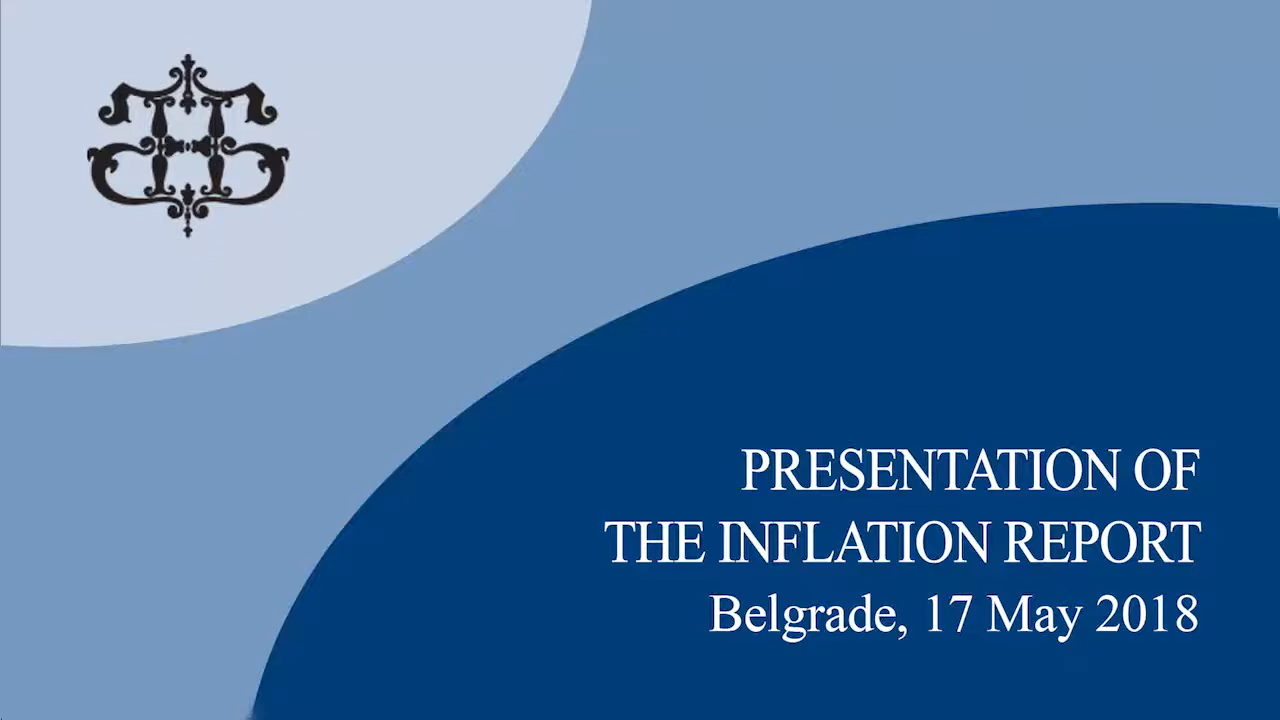 PRESENTATION OF
THE INFLATION REPORT
Belgrade, 17 May 2018